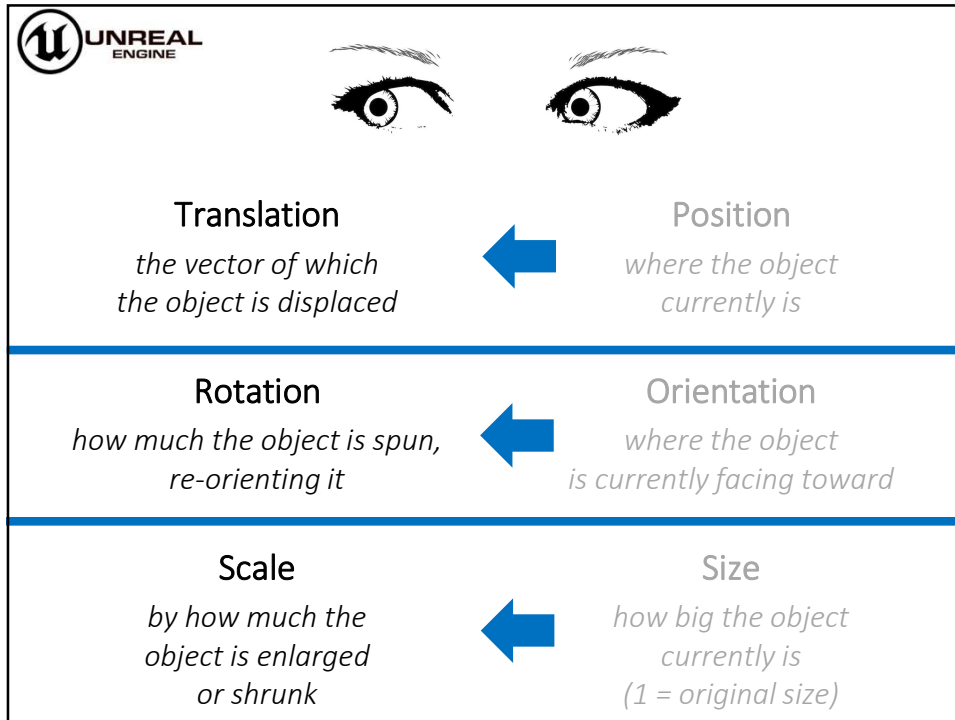 UNREAL
ENGINE
Translation
the vector of which
the object is displaced
Position
where the object
currently is
Rotation
how much the object is spun,
re-orienting it
Orientation
where the object
is currently facing toward
Scale
by how much the
object is enlarged
or shrunk
Size
how big the object
currently is
(1 = original size)